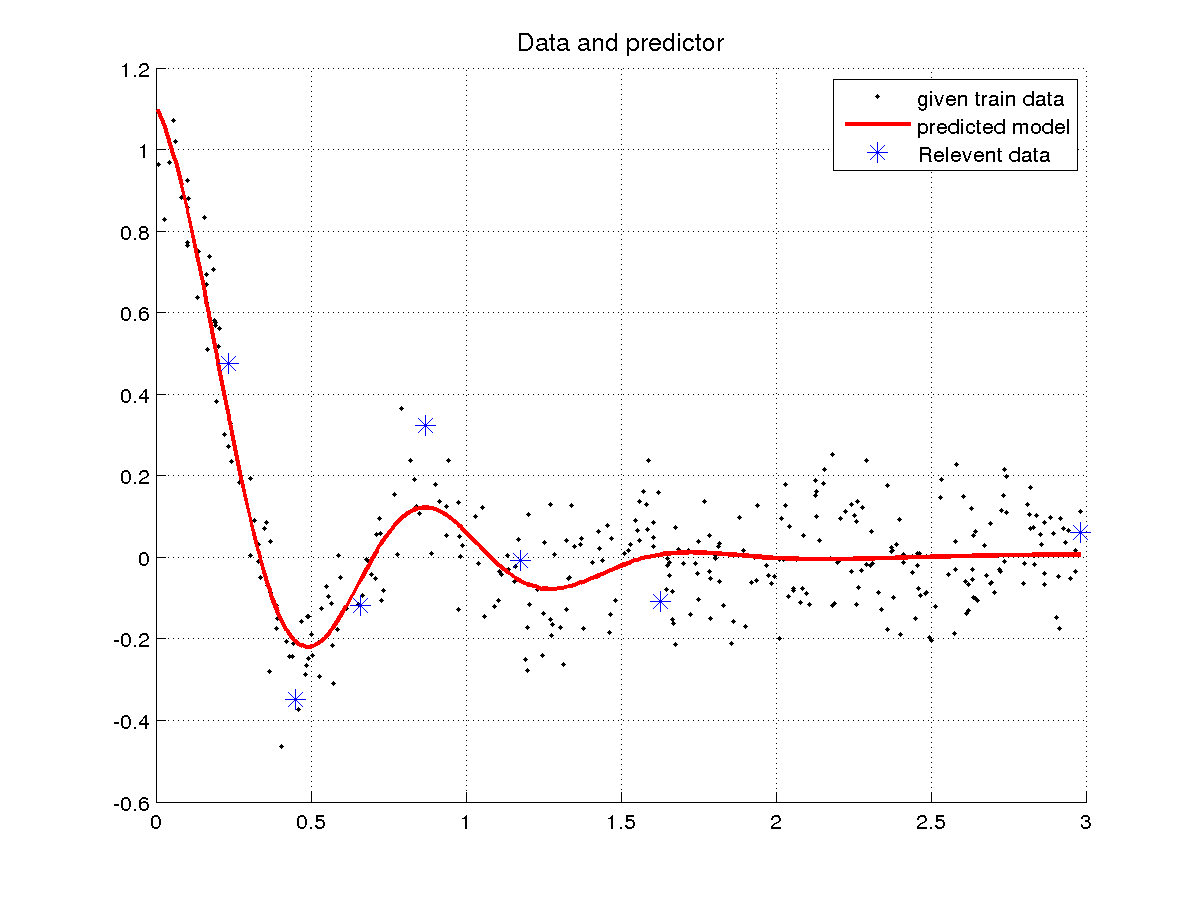 Data and predictor
1.2
1
0.8
0.6
0.4
0.2
0
-0.2
-0.4
-0.6
0 0.5 1 1.5 2 2.5 3
given train data
predicted model
Relevent data